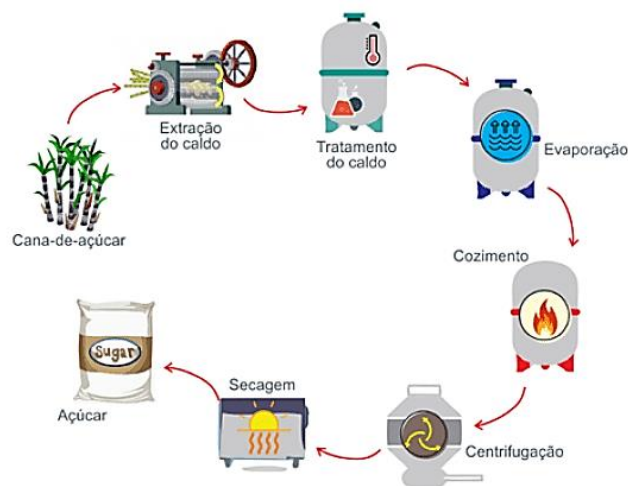 Cana-de-açúcar
Extração
do caldo
Tratamento
do caldo
Evaporação
Cozimento
Centrifugação
Secagem
Sugar
Açúcar